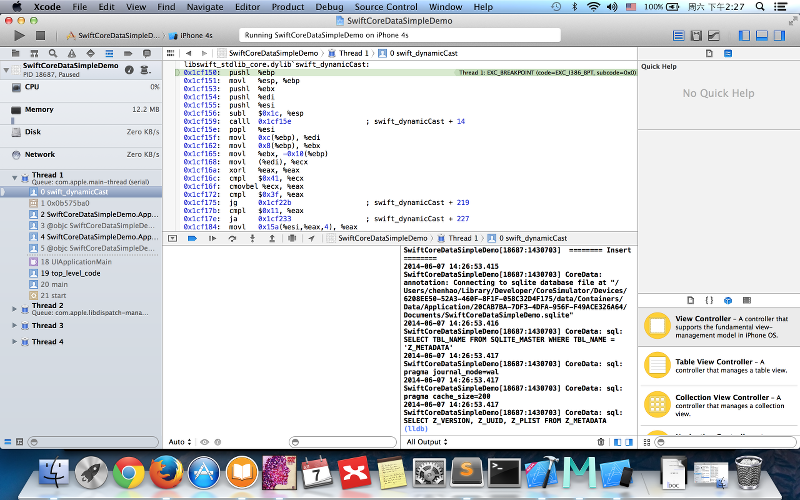 Xcode File Edit View Find Navigate Editor Product Debug Source Control Window Help 100% 周六 下午2:27
SwiftCoreDataSimpleDemo
SwiftCoreDataSimpleD... iPhone 4s
Running SwiftCoreDataSimpleDemo on iPhone 4s
SwiftCoreDataSimpleDemo
PID 18687, Paused
CPU 0%
Memory 12.2 MB
Disk Zero KB/s
Network Zero KB/s
Thread 1
Queue: com.apple.main-thread (serial)
0 swift_dynamicCast
1 0x0b575ba0
2 SwiftCoreDataSimpleDemo.App...
3 @objc SwiftCoreDataSimpleDe...
4 SwiftCoreDataSimpleDemo.App...
5 @objc SwiftCoreDataSimpleDe...
18 UIApplicationMain
19 top_level_code
20 main
21 start
Thread 2
Queue: com.apple.libdispatch-mana...
Thread 3
Thread 4
SwiftCoreDataSimpleDemo Thread 1 0 swift_dynamicCast
libswift_stdlib_core.dylib`swift_dynamicCast:
0x1cf150: pushl %ebp Thread 1: EXC_BREAKPOINT (code=EXC_I386_BPT, subcode=0x0)
0x1cf151: movl %esp, %ebp
0x1cf153: pushl %ebx
0x1cf154: pushl %edi
0x1cf155: pushl %esi
0x1cf156: subl $0x1c, %esp
0x1cf159: calll 0x1cf15e ; swift_dynamicCast + 14
0x1cf15e: popl %esi
0x1cf15f: movl 0xc(%ebp), %edi
0x1cf162: movl 0x8(%ebp), %ebx
0x1cf165: movl %ebx, -0x10(%ebp)
0x1cf168: movl (%edi), %ecx
0x1cf16a: xorl %eax, %eax
0x1cf16c: cmpl $0x41, %ecx
0x1cf16f: cmovbel %ecx, %eax
0x1cf172: cmpl $0x3f, %eax
0x1cf175: jg 0x1cf22b ; swift_dynamicCast + 219
0x1cf17b: cmpl $0x11, %eax
0x1cf17e: ja 0x1cf233 ; swift_dynamicCast + 227
0x1cf184: movl 0x15a(%esi,%eax,4), %eax
SwiftCoreDataSimpleDemo Thread 1 0 swift_dynamicCast
SwiftCoreDataSimpleDemo[18687:1430703] ======== Insert
========
2014-06-07 14:26:53.415
SwiftCoreDataSimpleDemo[18687:1430703] CoreData:
annotation: Connecting to sqlite database file at "/
Users/chenhao/Library/Developer/CoreSimulator/Devices/
6208EE50-52A3-460F-8F1F-058C32D4F175/data/Containers/
Data/Application/20CAB7BA-7DF3-4DFA-956F-F49ACE326A64/
Documents/SwiftCoreDataSimpleDemo.sqlite"
2014-06-07 14:26:53.416
SwiftCoreDataSimpleDemo[18687:1430703] CoreData: sql:
SELECT TBL_NAME FROM SQLITE_MASTER WHERE TBL_NAME =
'Z_METADATA'
2014-06-07 14:26:53.417
SwiftCoreDataSimpleDemo[18687:1430703] CoreData: sql:
pragma journal_mode=wal
2014-06-07 14:26:53.417
SwiftCoreDataSimpleDemo[18687:1430703] CoreData: sql:
pragma cache_size=200
2014-06-07 14:26:53.417
SwiftCoreDataSimpleDemo[18687:1430703] CoreData: sql:
SELECT Z_VERSION, Z_UUID, Z_PLIST FROM Z_METADATA
(lldb)
Auto
All Output
Quick Help
No Quick Help
View Controller - A controller that
supports the fundamental view-
management model in iPhone OS.
Table View Controller - A
controller that manages a table view.
Collection View Controller - A
controller that manages a collection
view.
7
DOC